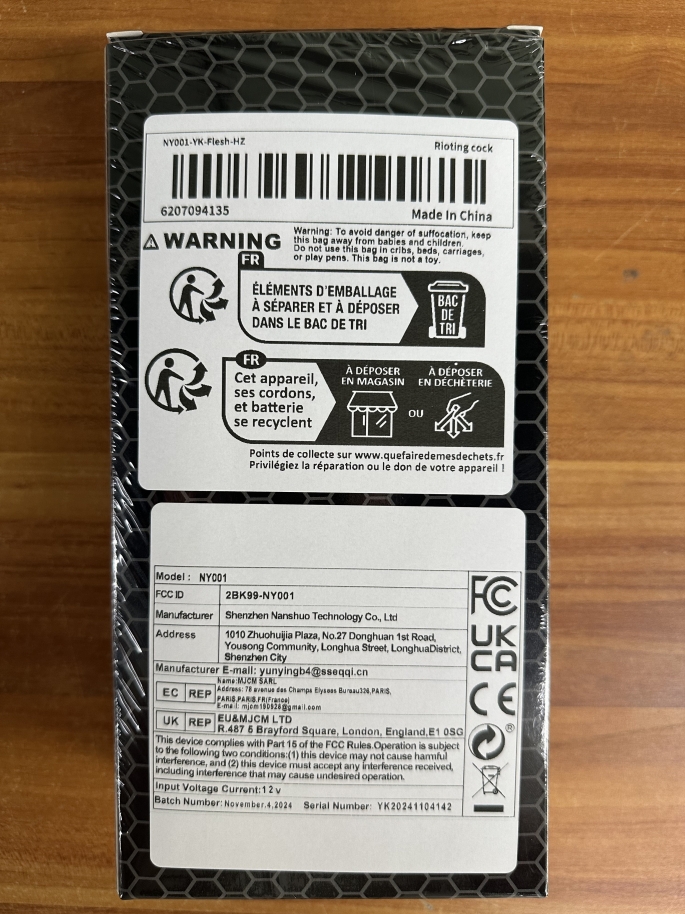 NY001-YK-Flesh-HZ
Rioting cock
6207094135
Made In China
WARNING
Warning: To avoid danger of suffocation, keep
this bag away from babies and children.
Do not use this bag in cribs, beds, carriages,
or play pens. This bag is not a toy.
FR
ÉLÉMENTS D'EMBALLAGE
À SÉPARER ET À DÉPOSER
DANS LE BAC DE TRI
BAC
DE
TRI
FR
Cet appareil,
ses cordons,
et batterie
se recyclent
À DÉPOSER
EN MAGASIN
OU
À DÉPOSER
EN DÉCHÈTERIE
Points de collecte sur www.quefairedemesdechets.fr
Privilégiez la réparation ou le don de votre appareil !
Model : NY001
FCC ID 2BK99-NY001
Manufacturer Shenzhen Nanshuo Technology Co., Ltd
Address 1010 Zhuohuijia Plaza, No.27 Donghuan 1st Road,
Yousong Community, Longhua Street, LonghuaDistrict,
Shenzhen City
Manufacturer E-mail: yunyingb4@sseqqi.cn
EC REP
Name:MJCM SARL
Address: 78 avenue des Champs Elysess Bureau326,PARIS,
PARIS,PARIS,FR(France)
E-mail: mjcm190926@gmail.com
UK REP
EU&MJCM LTD
R.487 5 Brayford Square, London, England,E1 0SG
This device complies with Part 15 of the FCC Rules.Operation is subject
to the following two conditions:(1) this device may not cause harmful
interference, and (2) this device must accept any interference received,
including interference that may cause undesired operation.
Input Voltage Current:12v
Batch Number:November.4,2024 Serial Number: YK20241104142
FC
UK
CA
CE
®